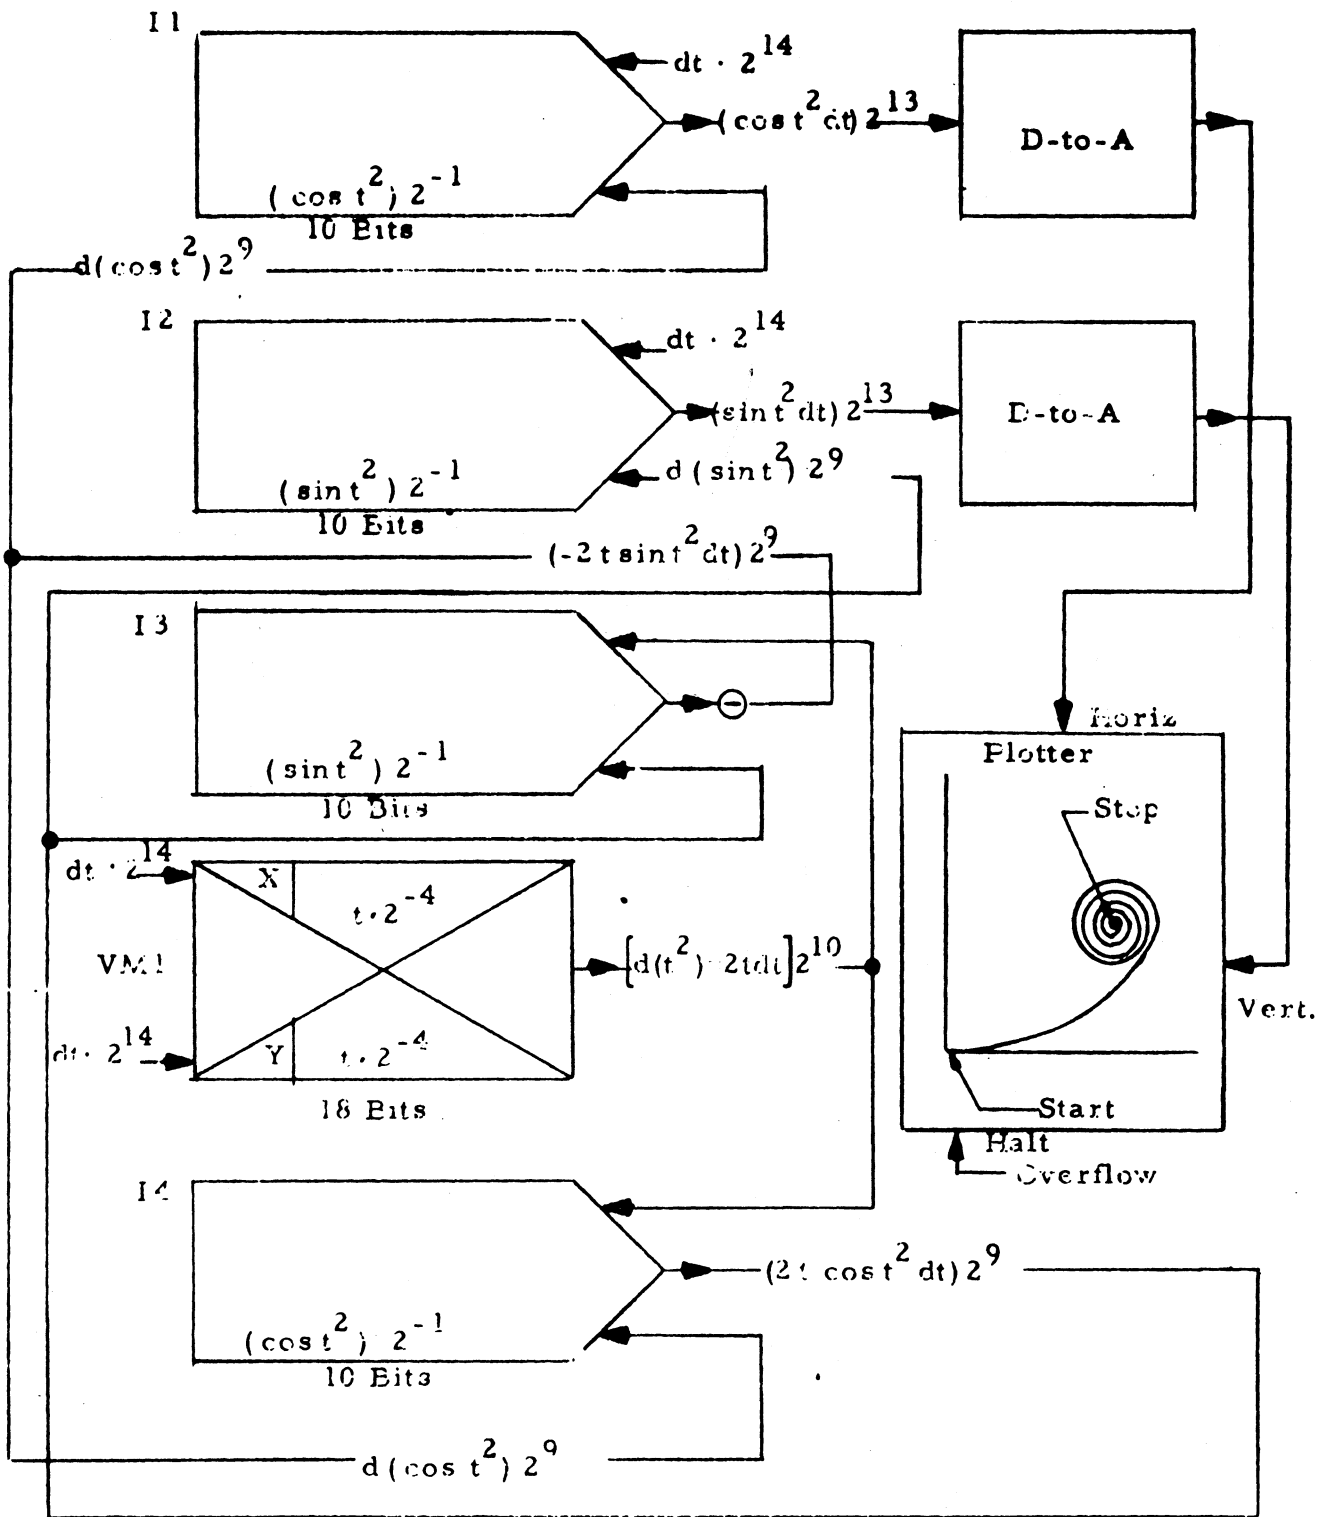 I1
dt · 2^14
(cos t^2 dt) 2^13
D-to-A
(cos t^2) 2^-1
10 Bits
d(cos t^2) 2^9
I2
dt · 2^14
(sin t^2 dt) 2^13
D-to-A
d(sin t^2) 2^9
(sin t^2) 2^-1
10 Bits
(-2t sin t^2 dt) 2^9
I3
−
(sin t^2) 2^-1
10 Bits
Horiz
Plotter
Stop
Vert.
Start
Halt
Overflow
dt · 2^14
X
t · 2^-4
VM1
[d(t^2) 2tdt] 2^10
dt · 2^14
Y
t · 2^-4
18 Bits
I4
(2t cos t^2 dt) 2^9
(cos t^2) 2^-1
10 Bits
d(cos t^2) 2^9